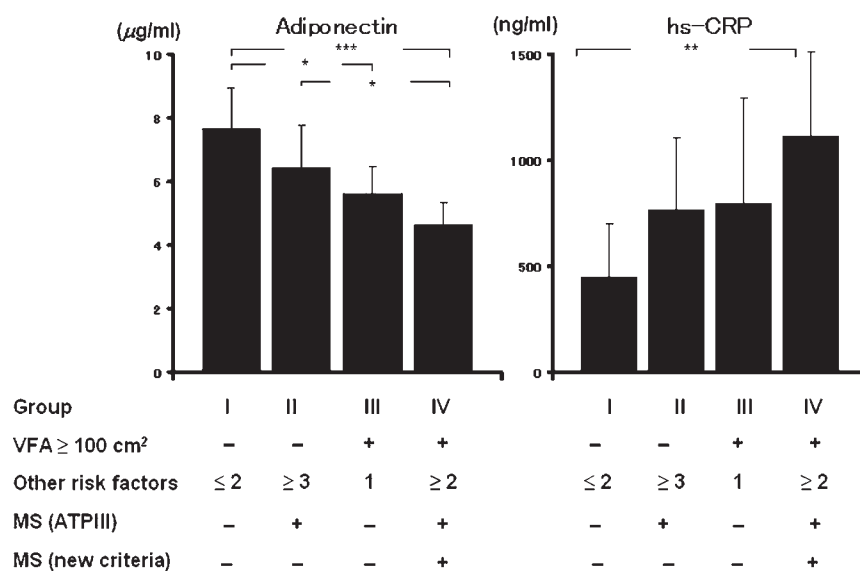 (μg/ml) Adiponectin (ng/ml) hs-CRP
10 *** 1500 **
* *
8
6 1000
4 500
2
0 0
Group I II III IV I II III IV
VFA ≥ 100 cm² – – + + – – + +
Other risk factors ≤ 2 ≥ 3 1 ≥ 2 ≤ 2 ≥ 3 1 ≥ 2
MS (ATPIII) – + – + – + – +
MS (new criteria) – – – + – – – +